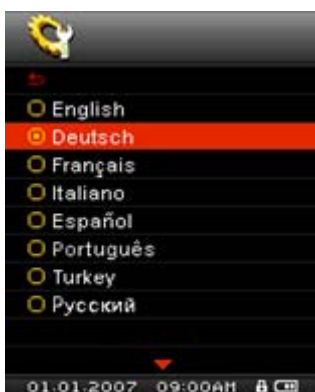 English
Deutsch
Français
Italiano
Español
Português
Turkey
Русский
01.01.2007 09:00AM